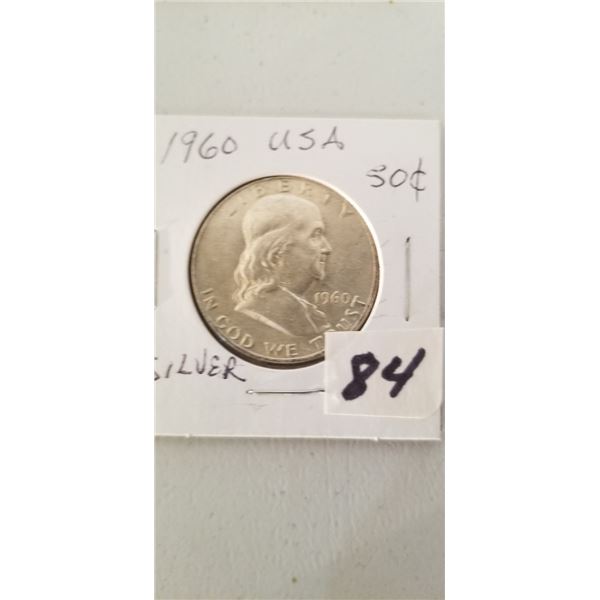 1960 USA
50¢
LIBERTY
1960
IN GOD WE TRUST
SILVER
84